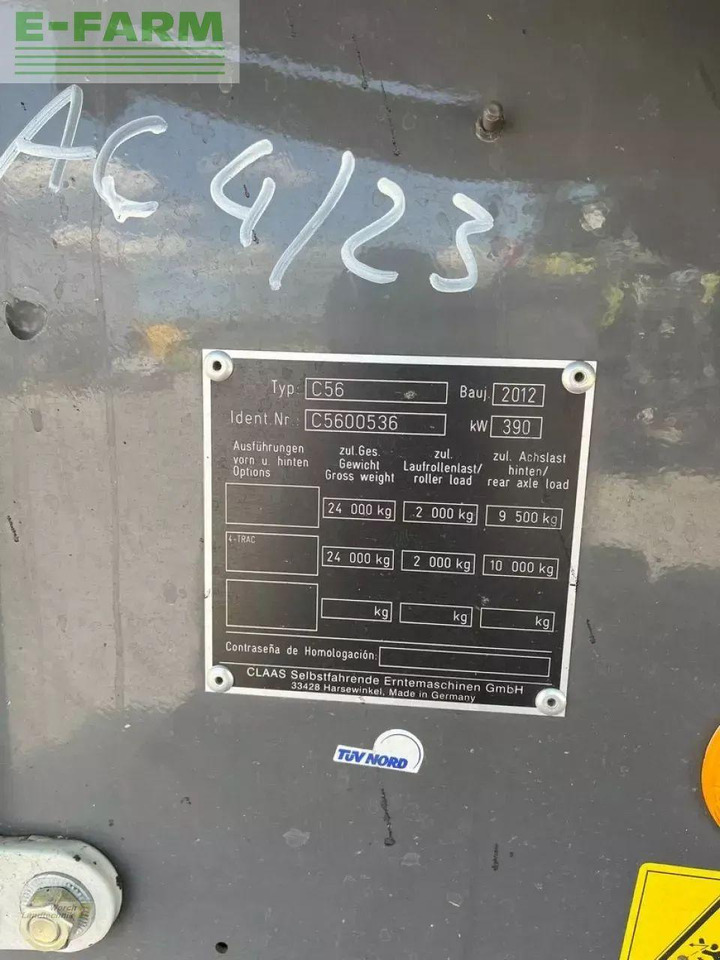 E-FARM
AC 4/23
Typ: C56 Bauj. 2012
Ident.Nr.: C5600536 kW 390
Ausführungen vorn u. hinten Options
zul.Ges. Gewicht Gross weight
zul. Laufrollenlast/ roller load
zul. Achslast hinten/ rear axle load
24 000 kg 2 000 kg 9 500 kg
4-TRAC 24 000 kg 2 000 kg 10 000 kg
kg kg kg
Contraseña de Homologación:
CLAAS Selbstfahrende Erntemaschinen GmbH
33428 Harsewinkel, Made in Germany
TÜV NORD
Worch
Landtechnik